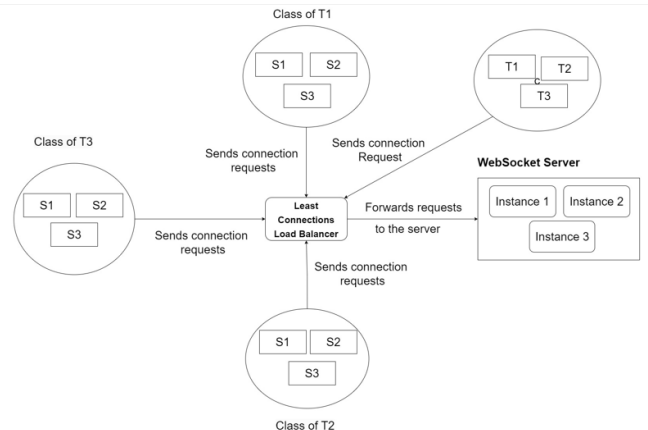 Class of T1
S1
S2
S3
T1
T2
c
T3
Sends connection
requests
Sends connection
Request
Class of T3
S1
S2
S3
Sends connection
requests
Least
Connections
Load Balancer
Forwards requests
to the server
WebSocket Server
Instance 1
Instance 2
Instance 3
Sends connection
requests
S1
S2
S3
Class of T2